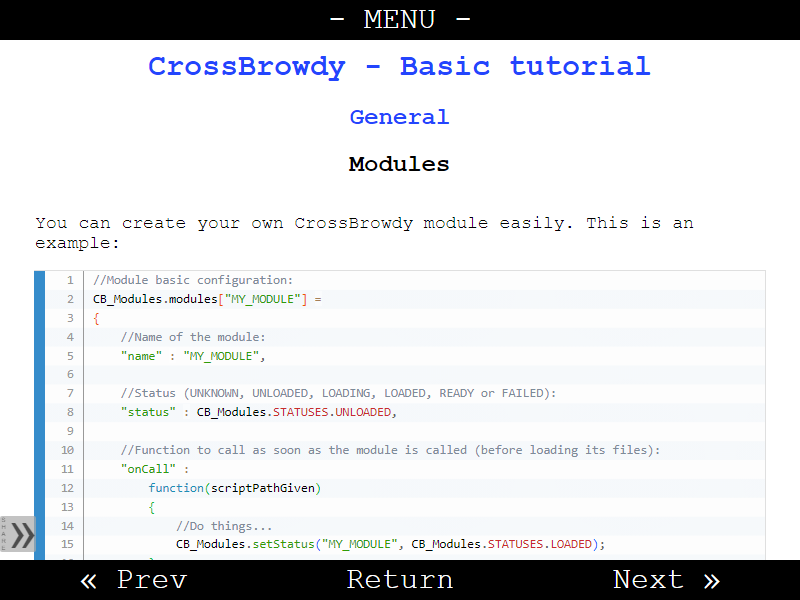 - MENU -
CrossBrowdy - Basic tutorial
General
Modules
You can create your own CrossBrowdy module easily. This is an
example:
1 //Module basic configuration:
2 CB_Modules.modules["MY_MODULE"] =
3 {
4 //Name of the module:
5 "name" : "MY_MODULE",
6
7 //Status (UNKNOWN, UNLOADED, LOADING, LOADED, READY or FAILED):
8 "status" : CB_Modules.STATUSES.UNLOADED,
9
10 //Function to call as soon as the module is called (before loading its files):
11 "onCall" :
12 function(scriptPathGiven)
13 {
14 //Do things...
15 CB_Modules.setStatus("MY_MODULE", CB_Modules.STATUSES.LOADED);
SHARE »
« Prev Return Next »